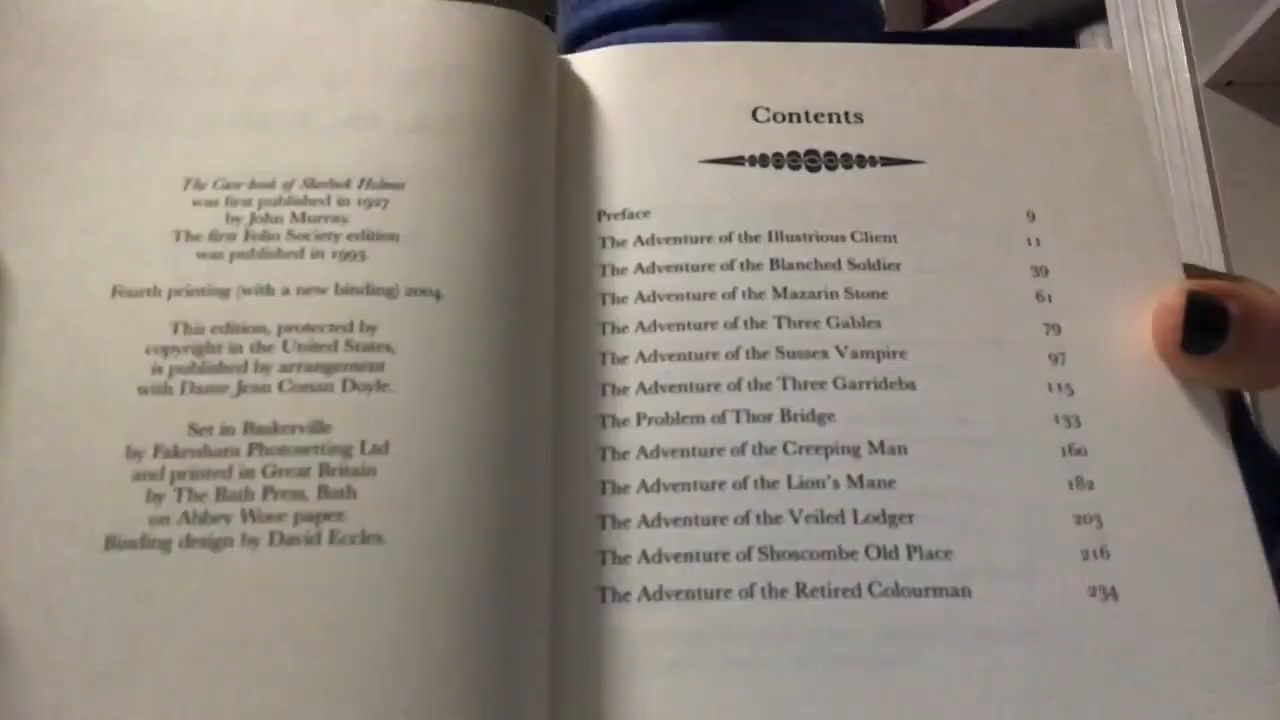 The Case-book of Sherlock Holmes
was first published in 1927
by John Murray.
The first Folio Society edition
was published in 1993.
Fourth printing (with a new binding) 2004.
This edition, protected by
copyright in the United States,
is published by arrangement
with Dame Jean Conan Doyle.
Set in Baskerville
by Fakenham Photosetting Ltd
and printed in Great Britain
by The Bath Press, Bath
on Abbey Wove paper.
Binding design by David Eccles.
Contents
Preface 9
The Adventure of the Illustrious Client 11
The Adventure of the Blanched Soldier 39
The Adventure of the Mazarin Stone 61
The Adventure of the Three Gables 79
The Adventure of the Sussex Vampire 97
The Adventure of the Three Garridebs 115
The Problem of Thor Bridge 133
The Adventure of the Creeping Man 160
The Adventure of the Lion's Mane 182
The Adventure of the Veiled Lodger 203
The Adventure of Shoscombe Old Place 216
The Adventure of the Retired Colourman 234